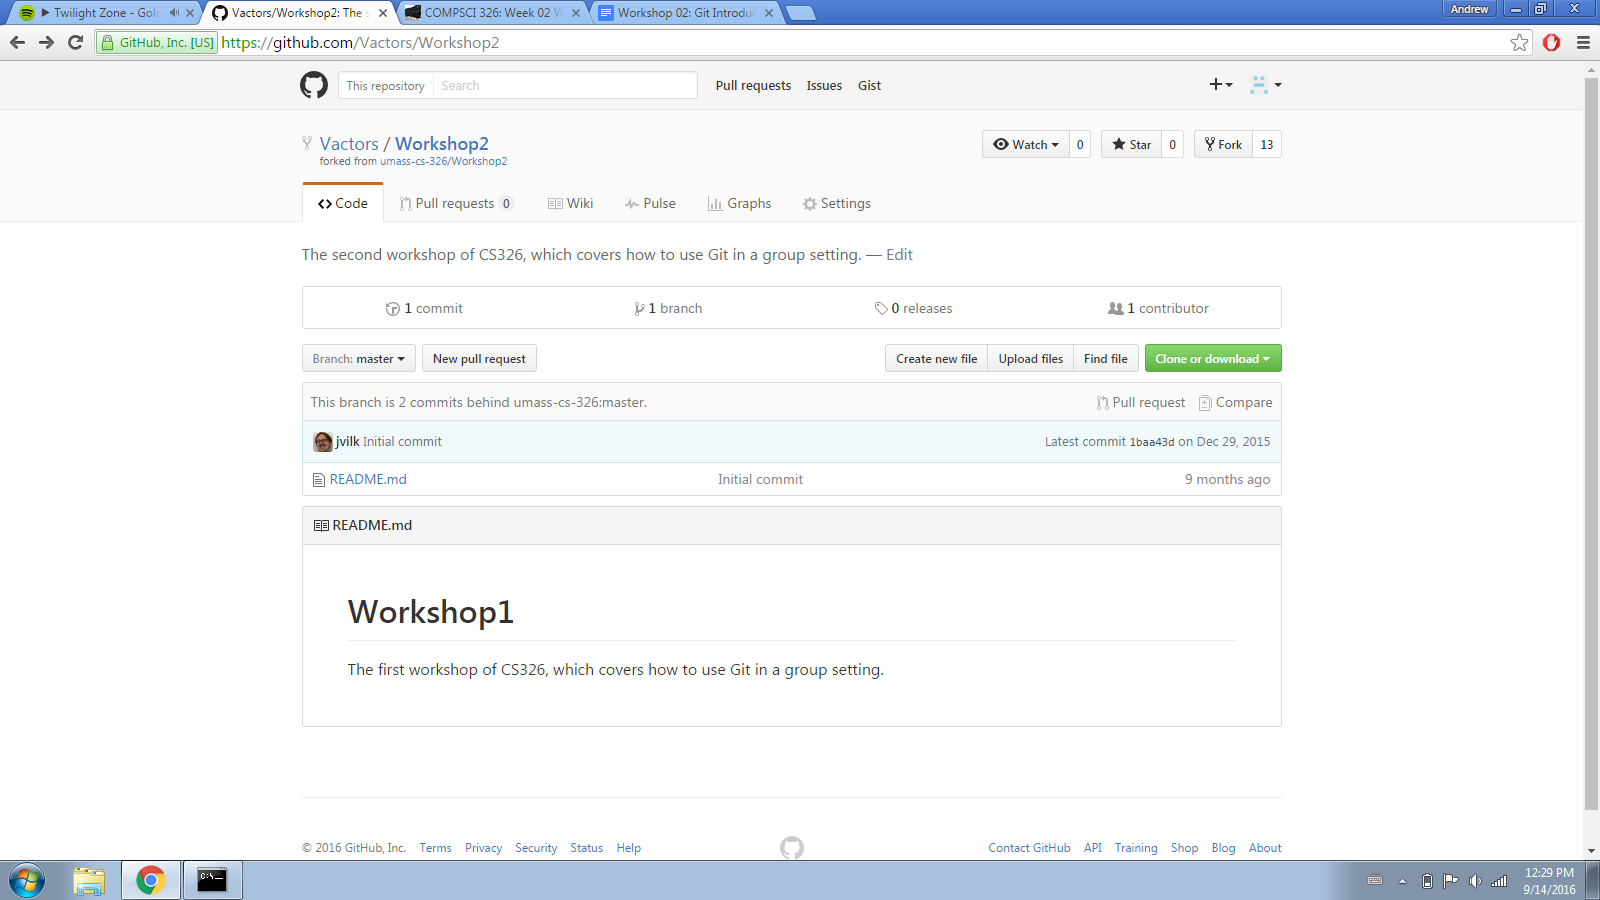 Twilight Zone - Gold
Vactors/Workshop2: The s
COMPSCI 326: Week 02 W
Workshop 02: Git Introduc
Andrew
GitHub, Inc. [US] https://github.com/Vactors/Workshop2
This repository Search Pull requests Issues Gist
Vactors / Workshop2
forked from umass-cs-326/Workshop2
Watch 0 Star 0 Fork 13
Code Pull requests 0 Wiki Pulse Graphs Settings
The second workshop of CS326, which covers how to use Git in a group setting. — Edit
1 commit 1 branch 0 releases 1 contributor
Branch: master New pull request Create new file Upload files Find file Clone or download
This branch is 2 commits behind umass-cs-326:master. Pull request Compare
jvilk Initial commit Latest commit 1baa43d on Dec 29, 2015
README.md Initial commit 9 months ago
README.md
Workshop1
The first workshop of CS326, which covers how to use Git in a group setting.
© 2016 GitHub, Inc. Terms Privacy Security Status Help Contact GitHub API Training Shop Blog About
C:\_
12:29 PM
9/14/2016